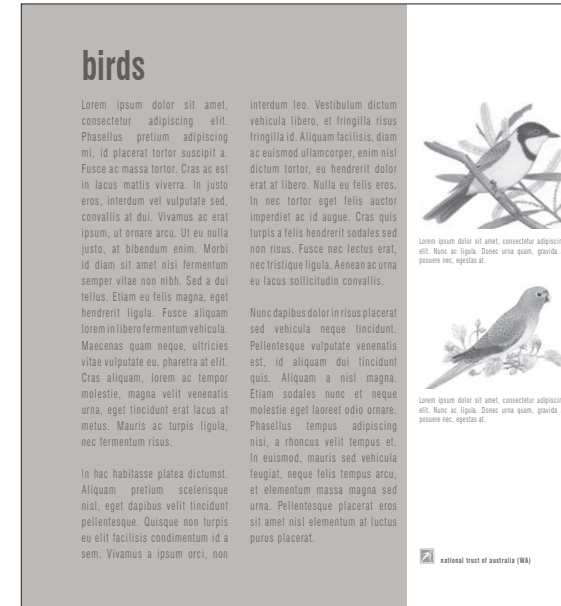 birds
Lorem ipsum dolor sit amet,
consectetur adipiscing elit.
Phasellus pretium adipiscing
mi, id placerat tortor suscipit a.
Fusce ac massa tortor. Cras ac est
in lacus mattis viverra. In justo
eros, interdum vel vulputate sed,
convallis at dui. Vivamus ac erat
ipsum, ut ornare arcu. Ut eu nulla
justo, at bibendum enim. Morbi
id diam sit amet nisi fermentum
semper vitae non nibh. Sed a dui
tellus. Etiam eu felis magna, eget
hendrerit ligula. Fusce aliquam
lorem in libero fermentum vehicula.
Maecenas quam neque, ultricies
vitae vulputate eu, pharetra at elit.
Cras aliquam, lorem ac tempor
molestie, magna velit venenatis
urna, eget tincidunt erat lacus at
metus. Mauris ac turpis ligula,
nec fermentum risus.
In hac habitasse platea dictumst.
Aliquam pretium scelerisque
nisl, eget dapibus velit tincidunt
pellentesque. Quisque non turpis
eu elit facilisis condimentum id a
sem. Vivamus a ipsum orci, non
interdum leo. Vestibulum dictum
vehicula libero, et fringilla risus
fringilla id. Aliquam facilisis, diam
ac euismod ullamcorper, enim nisl
dictum tortor, eu hendrerit dolor
erat at libero. Nulla eu felis eros.
In nec tortor eget felis auctor
imperdiet ac id augue. Cras quis
turpis a felis hendrerit sodales sed
non risus. Fusce nec lectus erat,
nec tristique ligula. Aenean ac urna
eu lacus sollicitudin convallis.
Nunc dapibus dolor in risus placerat
sed vehicula neque tincidunt.
Pellentesque vulputate venenatis
est, id aliquam dui tincidunt
quis. Aliquam a nisl magna.
Etiam sodales nunc et neque
molestie eget laoreet odio ornare.
Phasellus tempus adipiscing
nisi, a rhoncus velit tempus et.
In euismod, mauris sed vehicula
feugiat, neque felis tempus arcu,
et elementum massa magna sed
urna. Pellentesque placerat eros
sit amet nisl elementum at luctus
purus placerat.
Lorem ipsum dolor sit amet, consectetur adipiscin
elit. Nunc ac ligula. Donec urna quam, gravida
posuere nec, egestas at.
Lorem ipsum dolor sit amet, consectetur adipiscin
elit. Nunc ac ligula. Donec urna quam, gravida
posuere nec, egestas at.
national trust of australia (WA)